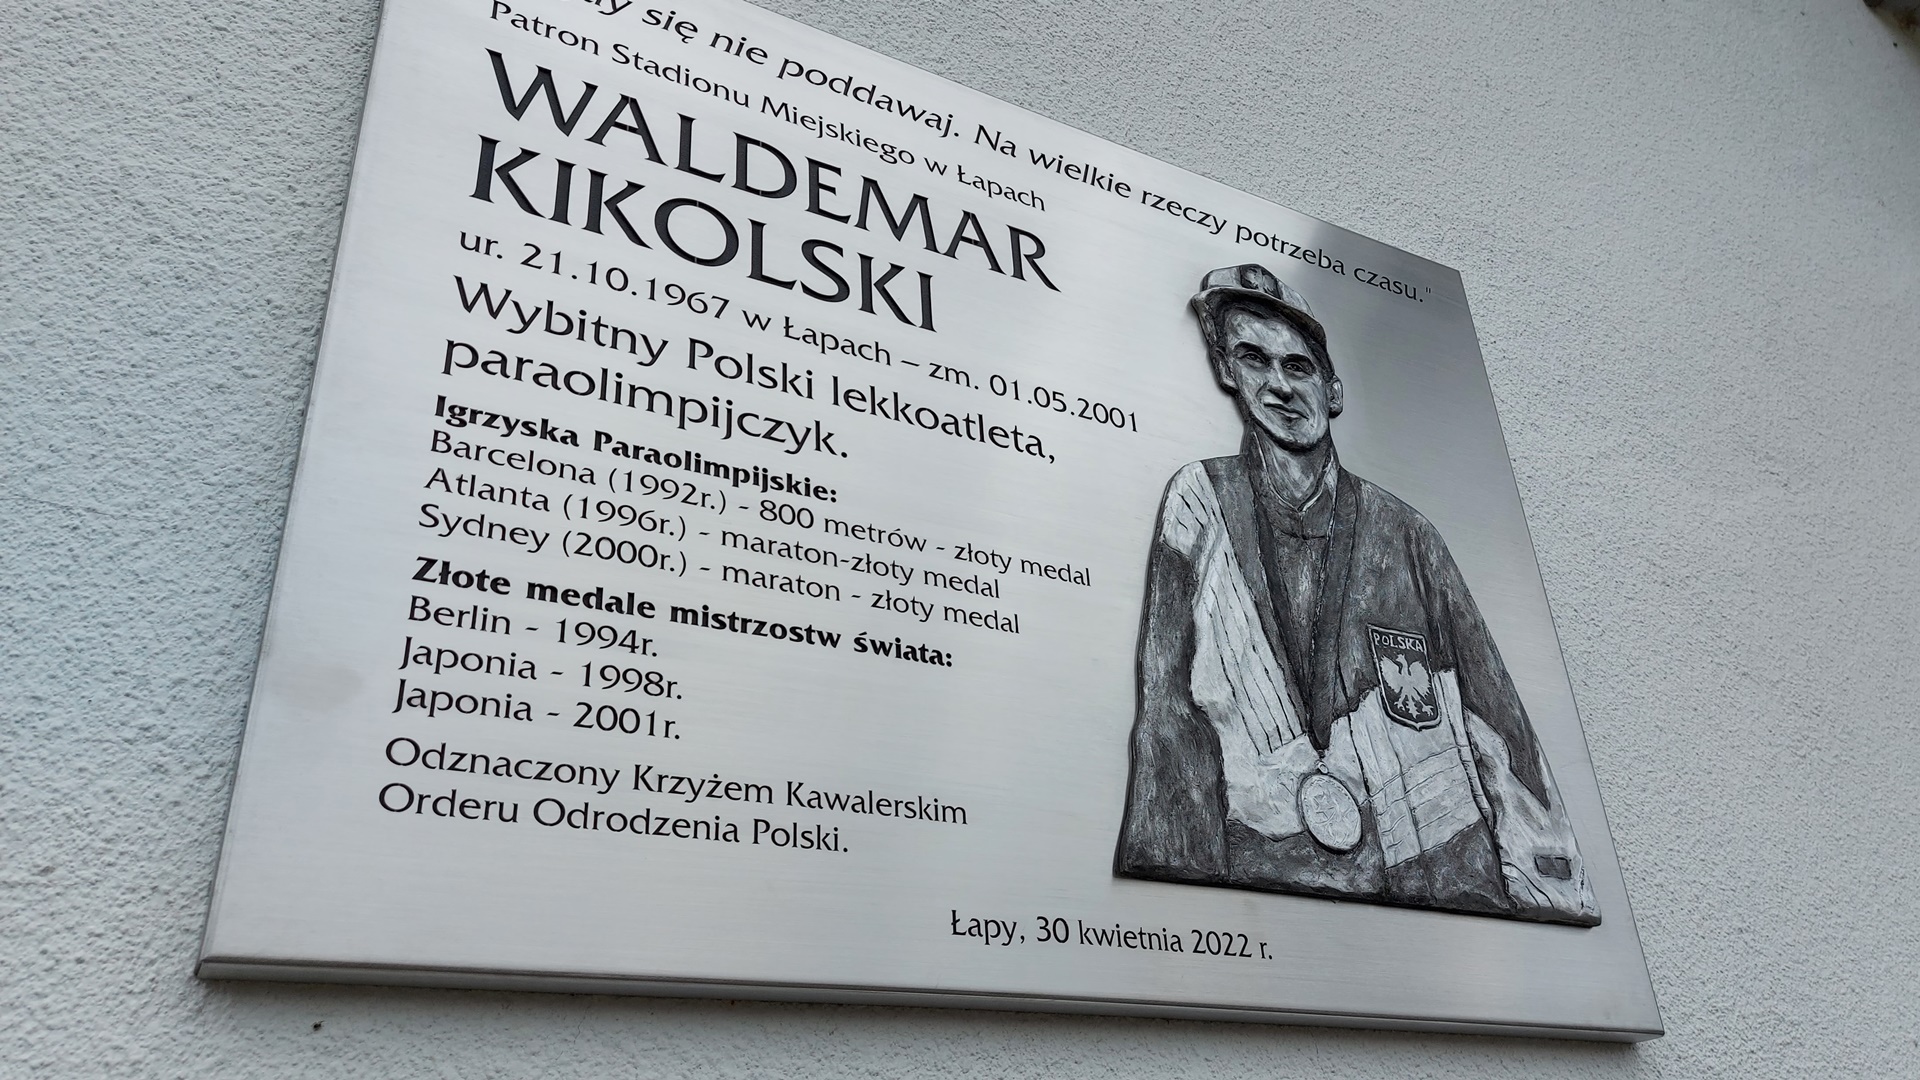 się nie poddawaj. Na wielkie rzeczy potrzeba czasu."
Patron Stadionu Miejskiego w Łapach
WALDEMAR
KIKOLSKI
ur. 21.10.1967 w Łapach – zm. 01.05.2001
Wybitny Polski lekkoatleta,
paraolimpijczyk.
Igrzyska Paraolimpijskie:
Barcelona (1992r.) - 800 metrów - złoty medal
Atlanta (1996r.) - maraton-złoty medal
Sydney (2000r.) - maraton - złoty medal
Złote medale mistrzostw świata:
Berlin - 1994r.
Japonia - 1998r.
Japonia - 2001r.
Odznaczony Krzyżem Kawalerskim
Orderu Odrodzenia Polski.
POLSKA
Łapy, 30 kwietnia 2022 r.